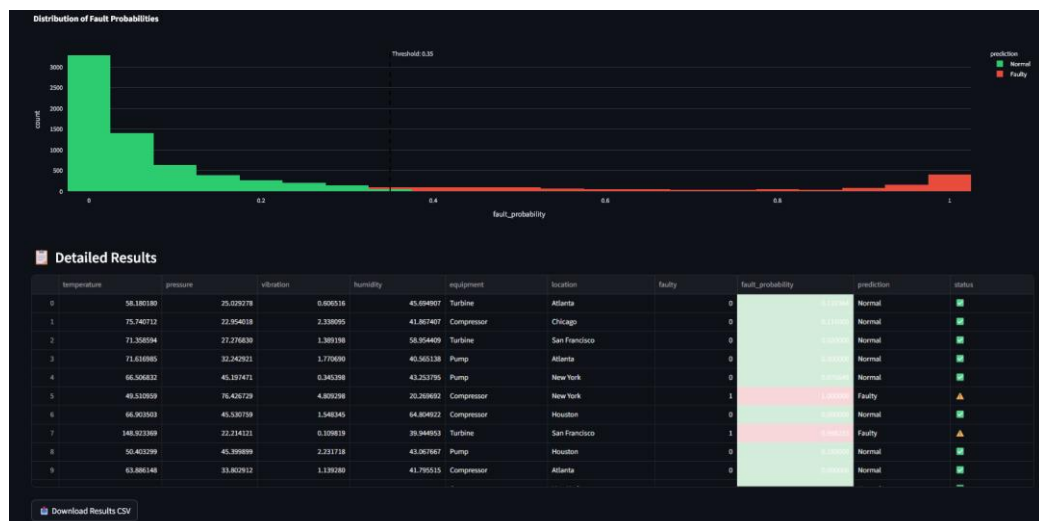 Distribution of Fault Probabilities
Threshold: 0.35
prediction
Normal
Faulty
3000
2500
2000
1500
1000
500
0
count
0 0.2 0.4 0.6 0.8 1
fault_probability
Detailed Results
temperature pressure vibration humidity equipment location faulty fault_probability prediction status
0 58.180180 25.029278 0.606516 45.694907 Turbine Atlanta 0 Normal
1 75.740712 22.954018 2.338095 41.867407 Compressor Chicago 0 Normal
2 71.358594 27.276830 1.389198 58.954409 Turbine San Francisco 0 Normal
3 71.616985 32.242921 1.770690 40.565138 Pump Atlanta 0 Normal
4 66.506832 45.197471 0.345398 43.253795 Pump New York 0 Normal
5 49.510959 76.426729 4.809298 20.269692 Compressor New York 1 Faulty
6 66.903503 45.530759 1.548345 64.804922 Compressor Houston 0 Normal
7 148.923369 22.214121 0.109819 39.944953 Turbine San Francisco 1 Faulty
8 50.403299 45.399899 2.231718 43.067667 Pump Houston 0 Normal
9 63.886148 33.802912 1.139280 41.795515 Compressor Atlanta 0 Normal
Download Results CSV